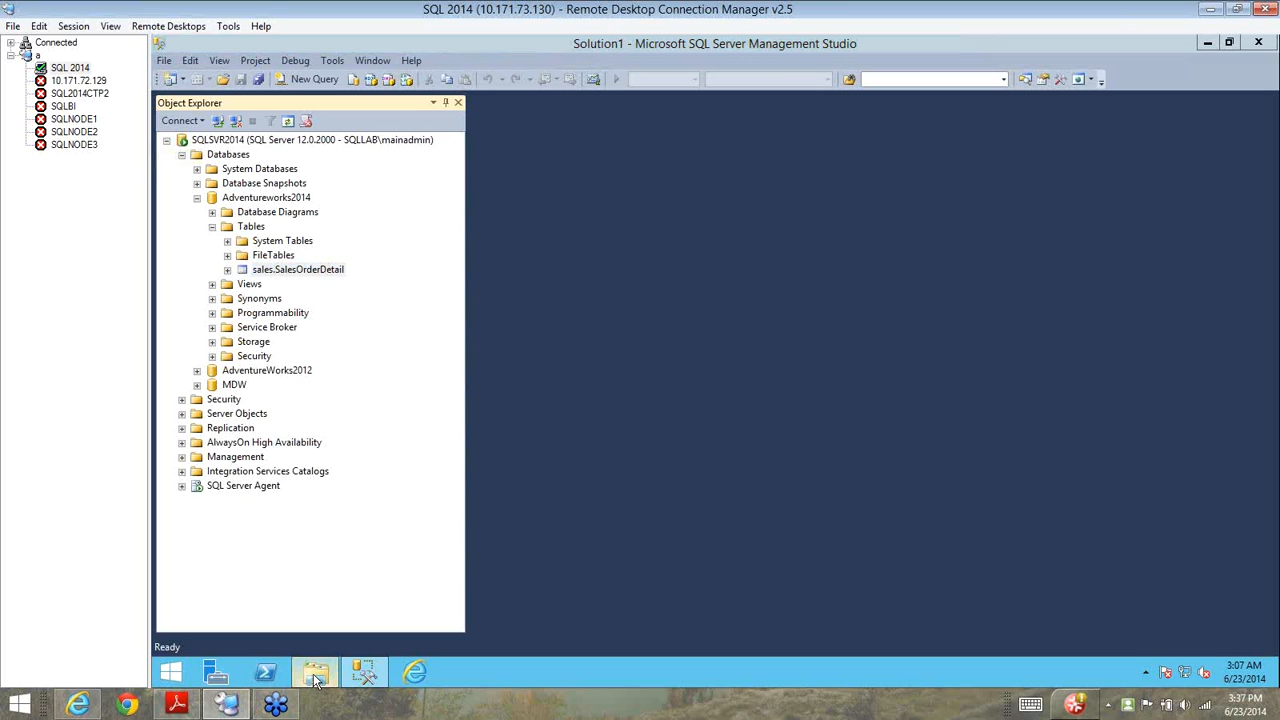 SQL 2014 (10.171.73.130) - Remote Desktop Connection Manager v2.5
File Edit Session View Remote Desktops Tools Help
Connected
a
SQL 2014
10.171.72.129
SQL2014CTP2
SQLBI
SQLNODE1
SQLNODE2
SQLNODE3
Solution1 - Microsoft SQL Server Management Studio
File Edit View Project Debug Tools Window Help
New Query
Object Explorer
Connect
SQLSVR2014 (SQL Server 12.0.2000 - SQLLAB\mainadmin)
Databases
System Databases
Database Snapshots
Adventureworks2014
Database Diagrams
Tables
System Tables
FileTables
sales.SalesOrderDetail
Views
Synonyms
Programmability
Service Broker
Storage
Security
AdventureWorks2012
MDW
Security
Server Objects
Replication
AlwaysOn High Availability
Management
Integration Services Catalogs
SQL Server Agent
Ready
3:07 AM
6/23/2014
3:37 PM
6/23/2014